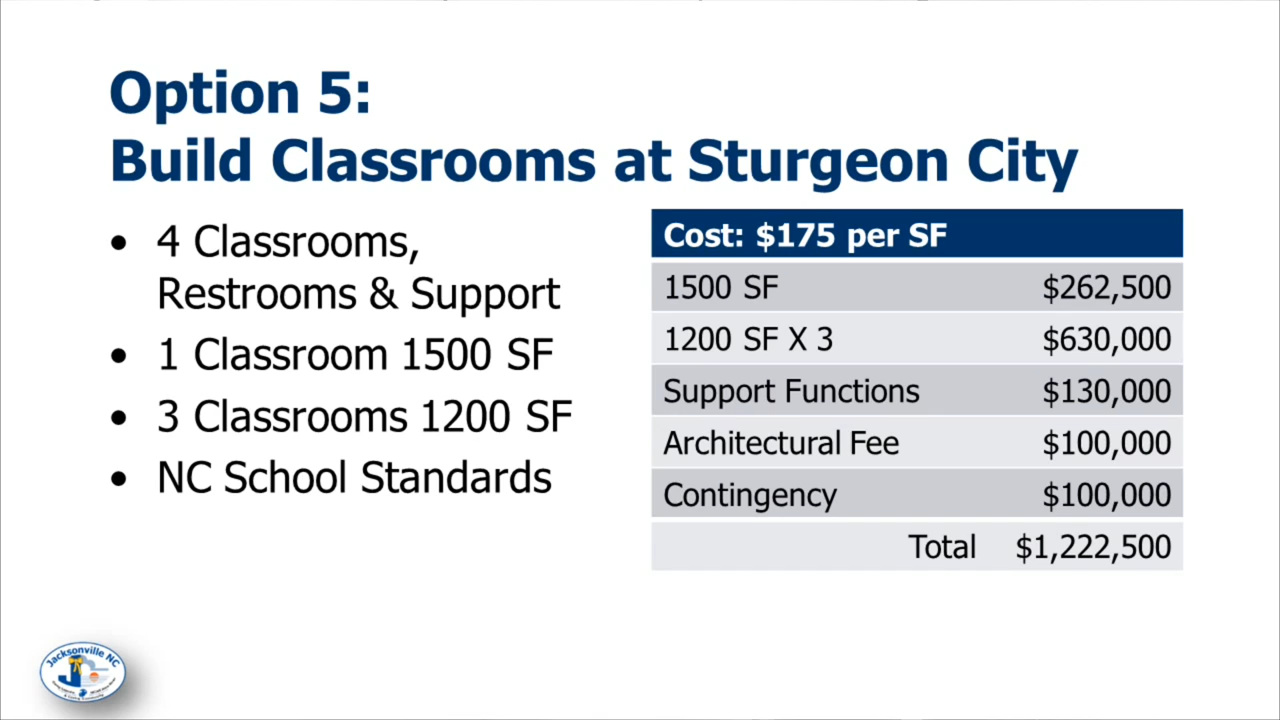 Option 5:
Build Classrooms at Sturgeon City
• 4 Classrooms,
Restrooms & Support
• 1 Classroom 1500 SF
• 3 Classrooms 1200 SF
• NC School Standards
Cost: $175 per SF
1500 SF $262,500
1200 SF X 3 $630,000
Support Functions $130,000
Architectural Fee $100,000
Contingency $100,000
Total $1,222,500
Jacksonville NC